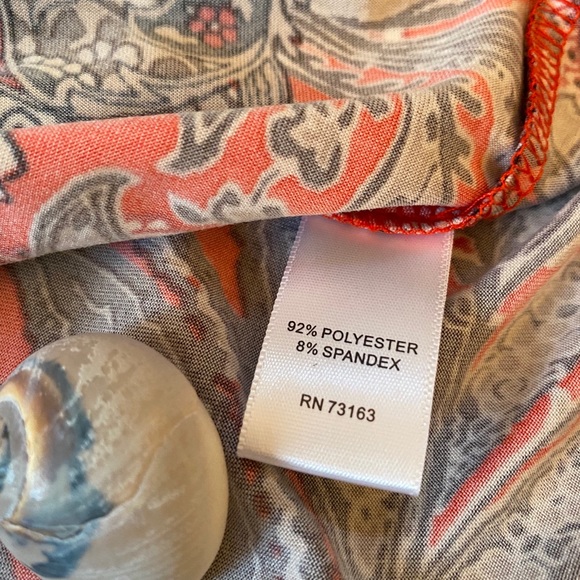 92% POLYESTER
8% SPANDEX
RN 73163